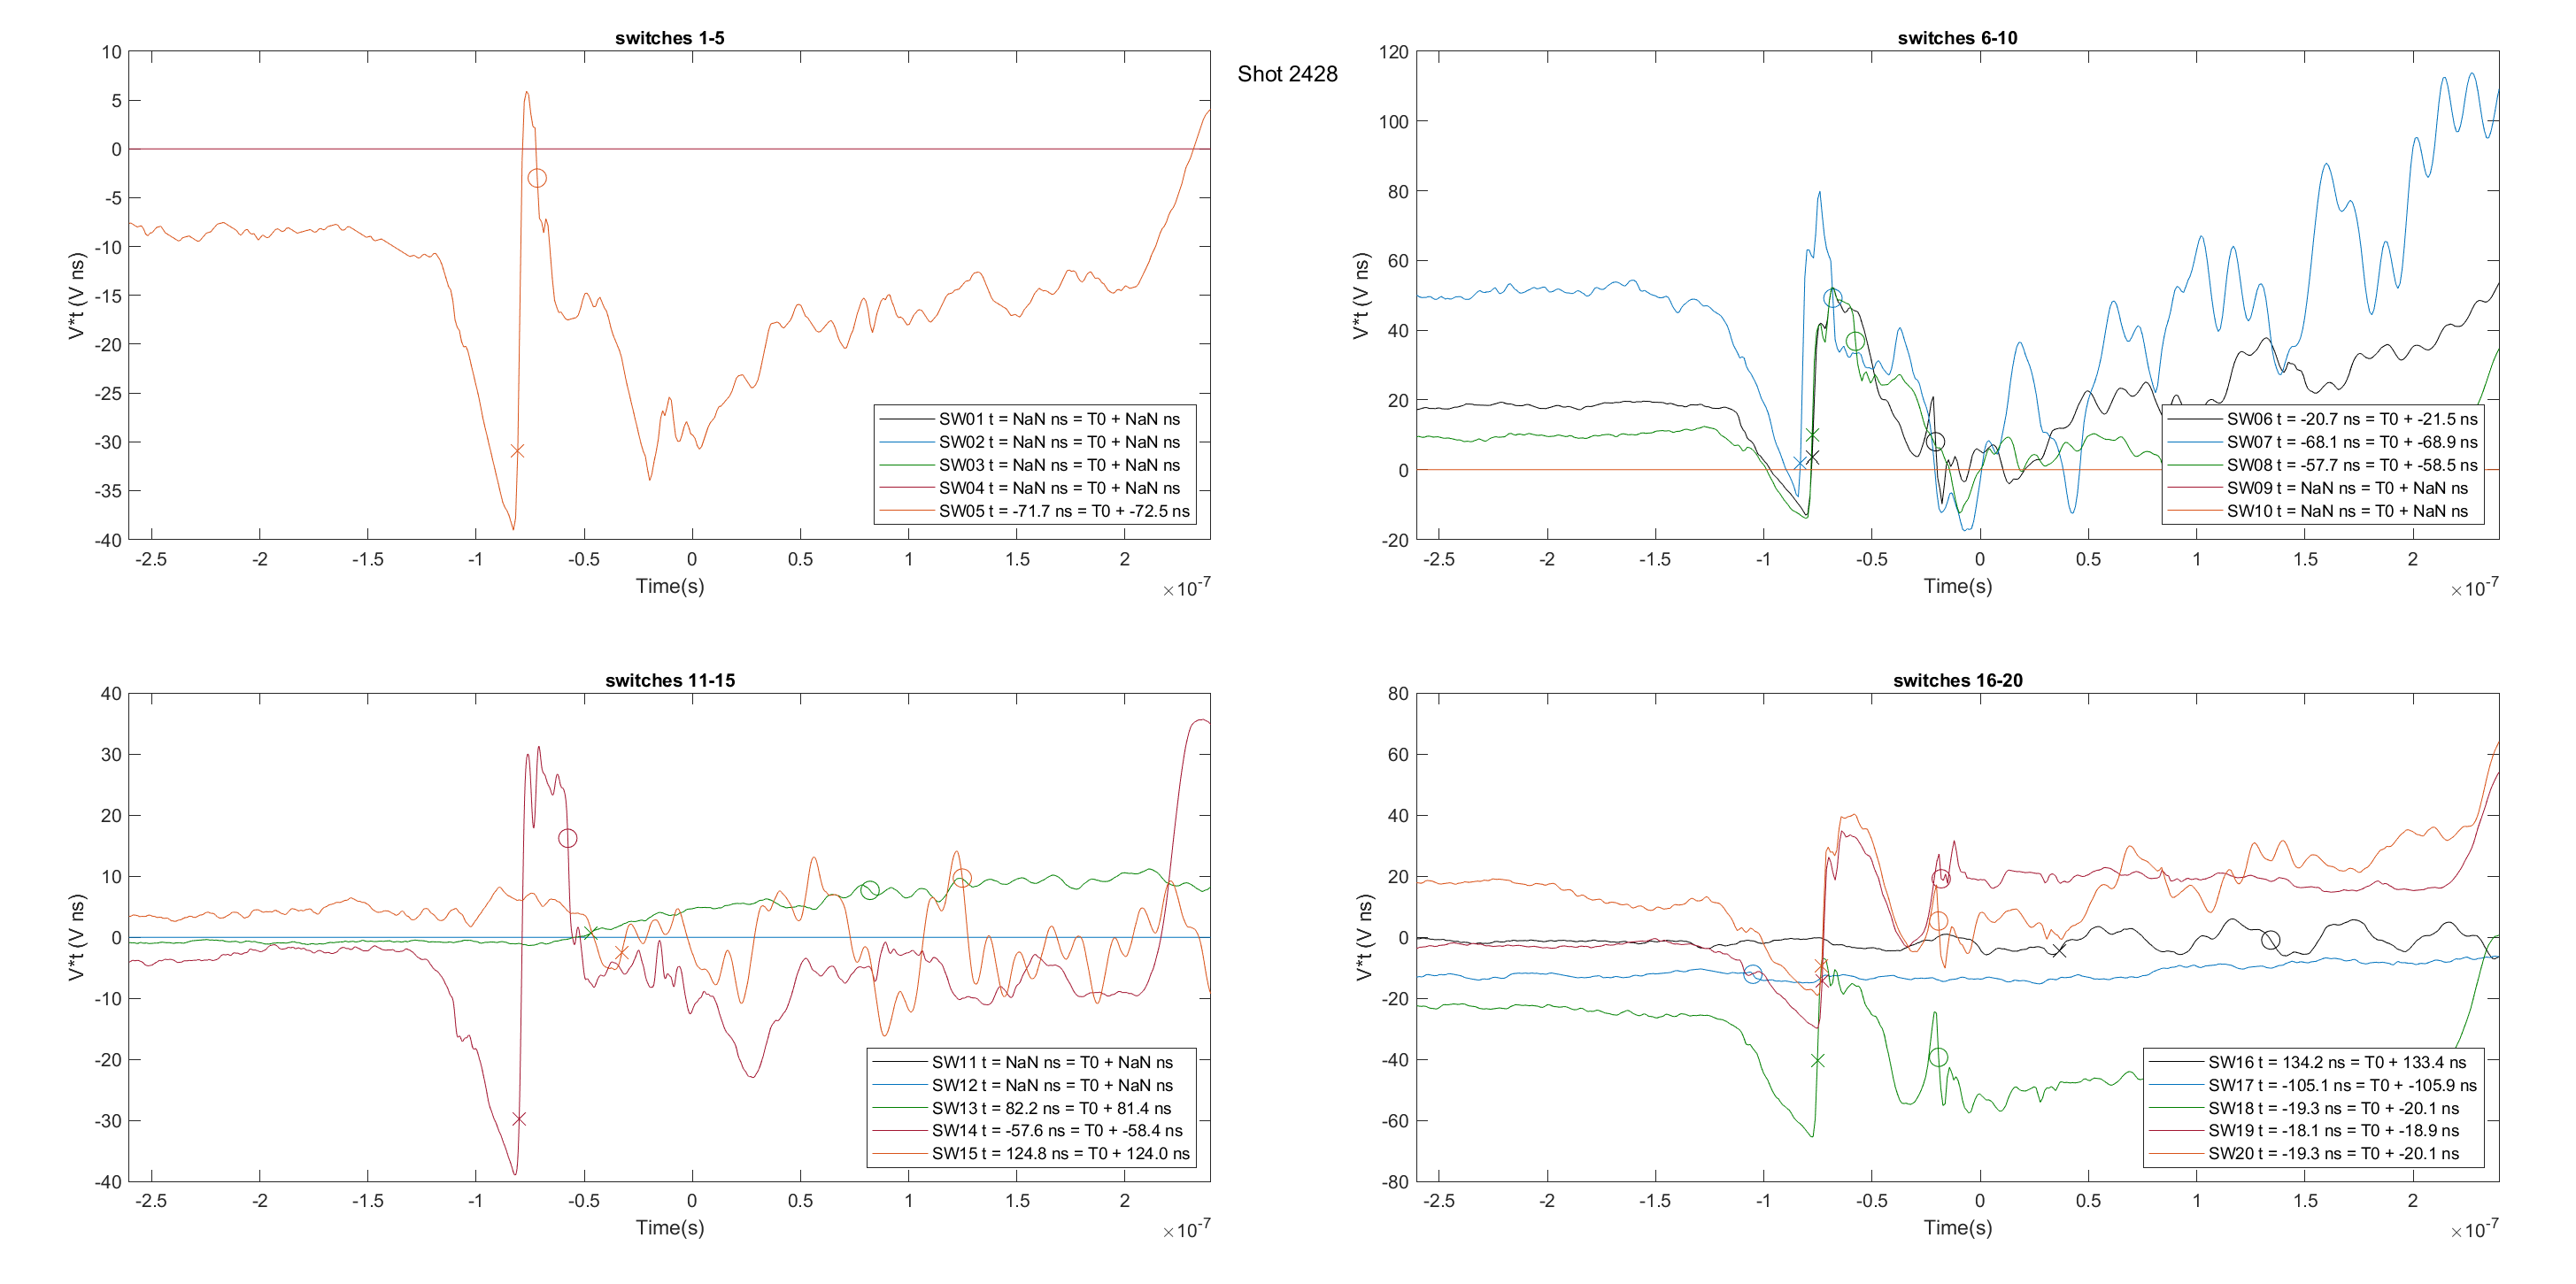 Shot 2428
switches 1-5
10
5
0
-5
-10
-15
-20
-25
-30
-35
-40
V*t (V ns)
-2.5 -2 -1.5 -1 -0.5 0 0.5 1 1.5 2
Time(s)
×10-7
SW01 t = NaN ns = T0 + NaN ns
SW02 t = NaN ns = T0 + NaN ns
SW03 t = NaN ns = T0 + NaN ns
SW04 t = NaN ns = T0 + NaN ns
SW05 t = -71.7 ns = T0 + -72.5 ns
switches 6-10
120
100
80
60
40
20
0
-20
V*t (V ns)
-2.5 -2 -1.5 -1 -0.5 0 0.5 1 1.5 2
Time(s)
×10-7
SW06 t = -20.7 ns = T0 + -21.5 ns
SW07 t = -68.1 ns = T0 + -68.9 ns
SW08 t = -57.7 ns = T0 + -58.5 ns
SW09 t = NaN ns = T0 + NaN ns
SW10 t = NaN ns = T0 + NaN ns
switches 11-15
40
30
20
10
0
-10
-20
-30
-40
V*t (V ns)
-2.5 -2 -1.5 -1 -0.5 0 0.5 1 1.5 2
Time(s)
×10-7
SW11 t = NaN ns = T0 + NaN ns
SW12 t = NaN ns = T0 + NaN ns
SW13 t = 82.2 ns = T0 + 81.4 ns
SW14 t = -57.6 ns = T0 + -58.4 ns
SW15 t = 124.8 ns = T0 + 124.0 ns
switches 16-20
80
60
40
20
0
-20
-40
-60
-80
V*t (V ns)
-2.5 -2 -1.5 -1 -0.5 0 0.5 1 1.5 2
Time(s)
×10-7
SW16 t = 134.2 ns = T0 + 133.4 ns
SW17 t = -105.1 ns = T0 + -105.9 ns
SW18 t = -19.3 ns = T0 + -20.1 ns
SW19 t = -18.1 ns = T0 + -18.9 ns
SW20 t = -19.3 ns = T0 + -20.1 ns